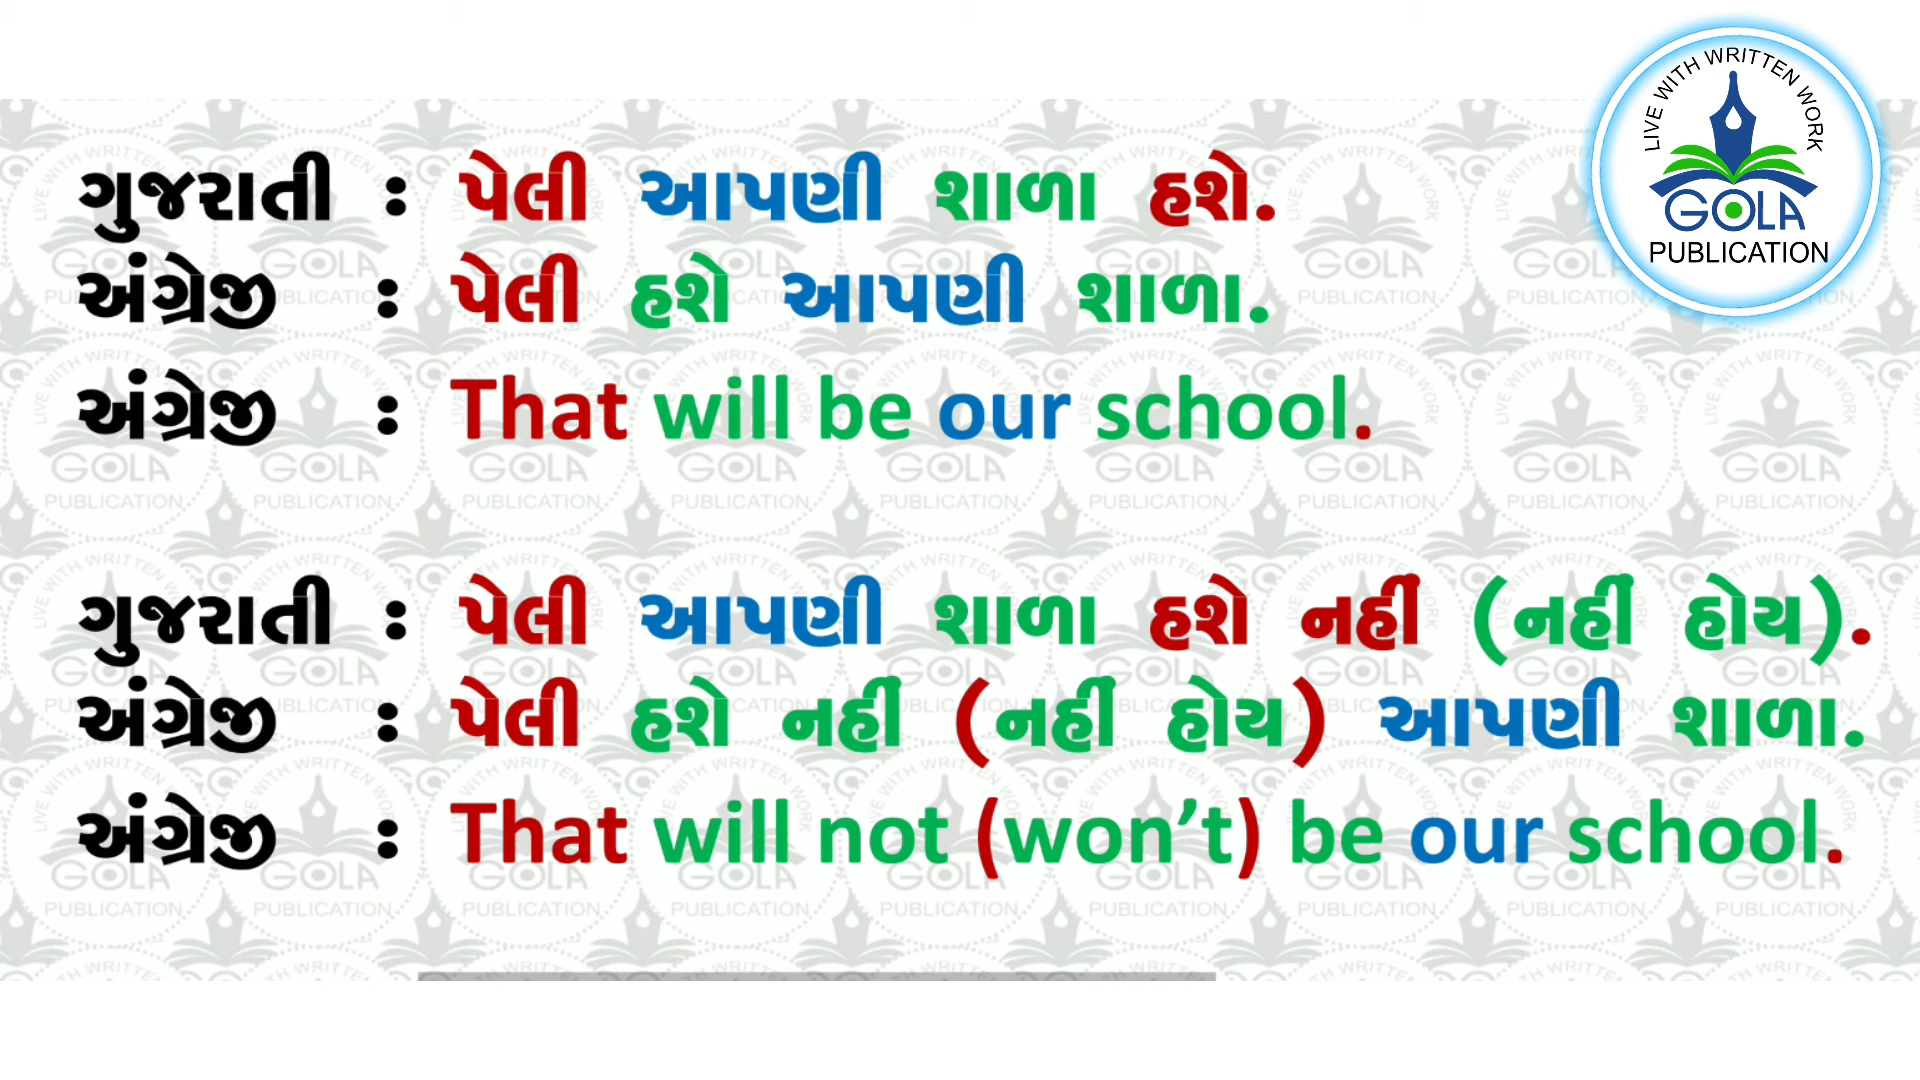 LIVE WITH WRITTEN WORK
GOLA
PUBLICATION
ગુજરાતી : પેલી આપણી શાળા હશે.
અંગ્રેજી : પેલી હશે આપણી શાળા.
અંગ્રેજી : That will be our school.
ગુજરાતી : પેલી આપણી શાળા હશે નહીં (નહીં હોય).
અંગ્રેજી : પેલી હશે નહીં (નહીં હોય) આપણી શાળા.
અંગ્રેજી : That will not (won’t) be our school.